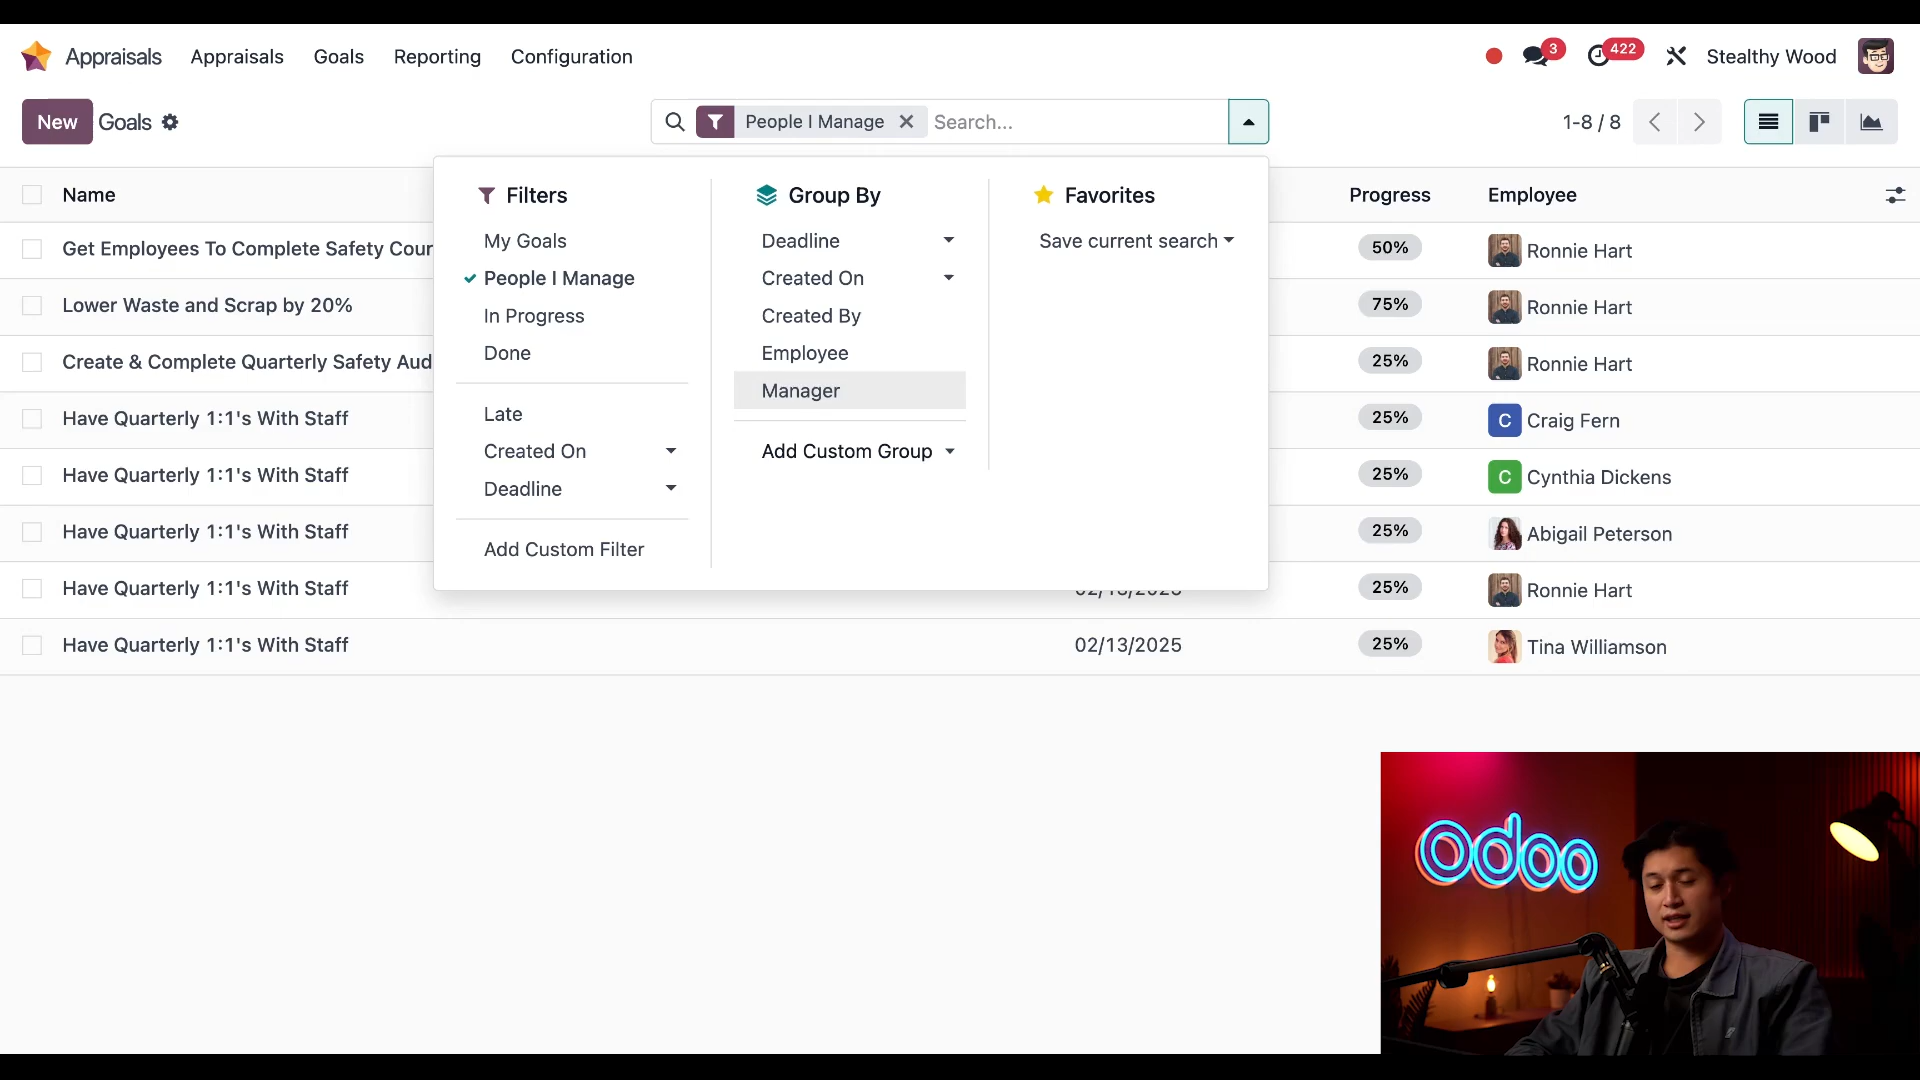 Appraisals Appraisals Goals Reporting Configuration 3 422 Stealthy Wood
New Goals People I Manage Search... 1-8 / 8
Name Progress Employee
Filters
My Goals
People I Manage
In Progress
Done
Late
Created On
Deadline
Add Custom Filter
Group By
Deadline
Created On
Created By
Employee
Manager
Add Custom Group
Favorites
Save current search
Get Employees To Complete Safety Cour 50% Ronnie Hart
Lower Waste and Scrap by 20% 75% Ronnie Hart
Create & Complete Quarterly Safety Aud 25% Ronnie Hart
Have Quarterly 1:1's With Staff 25% C Craig Fern
Have Quarterly 1:1's With Staff 25% C Cynthia Dickens
Have Quarterly 1:1's With Staff 25% Abigail Peterson
Have Quarterly 1:1's With Staff 02/13/2025 25% Ronnie Hart
Have Quarterly 1:1's With Staff 02/13/2025 25% Tina Williamson
odoo